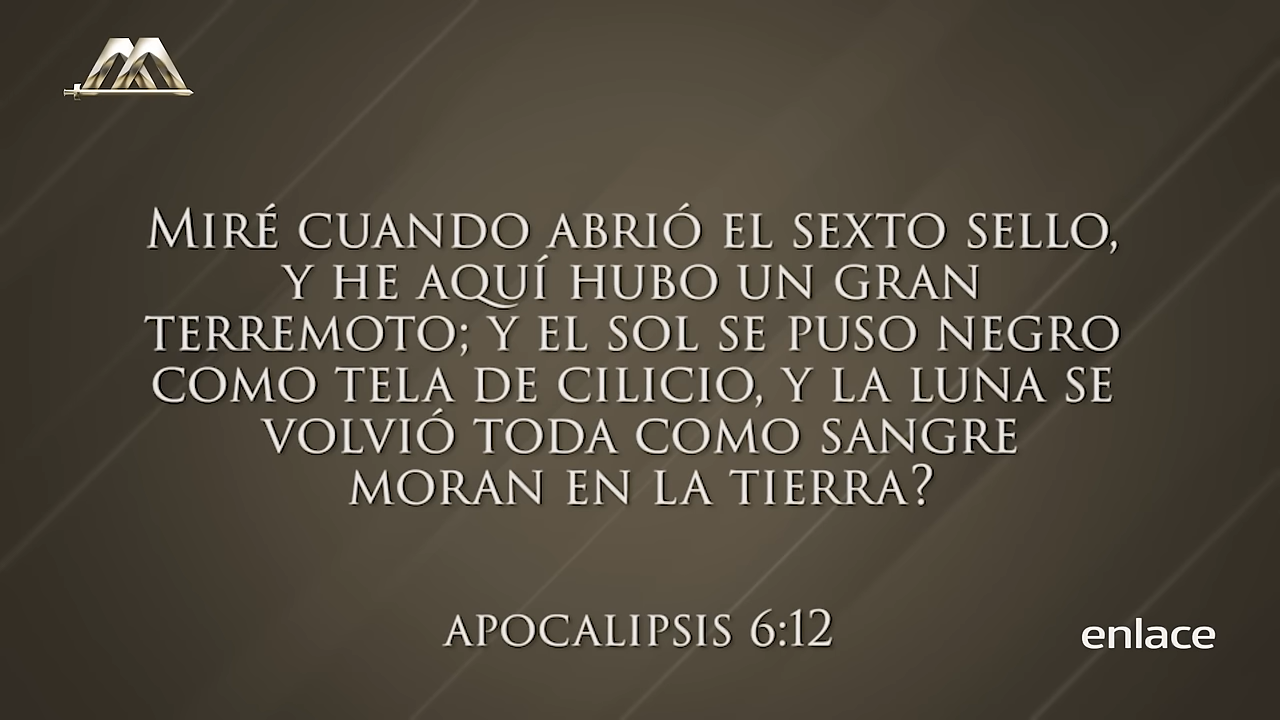 MIRÉ CUANDO ABRIÓ EL SEXTO SELLO,
Y HE AQUÍ HUBO UN GRAN
TERREMOTO; Y EL SOL SE PUSO NEGRO
COMO TELA DE CILICIO, Y LA LUNA SE
VOLVIÓ TODA COMO SANGRE
MORAN EN LA TIERRA?
APOCALIPSIS 6:12
enlace